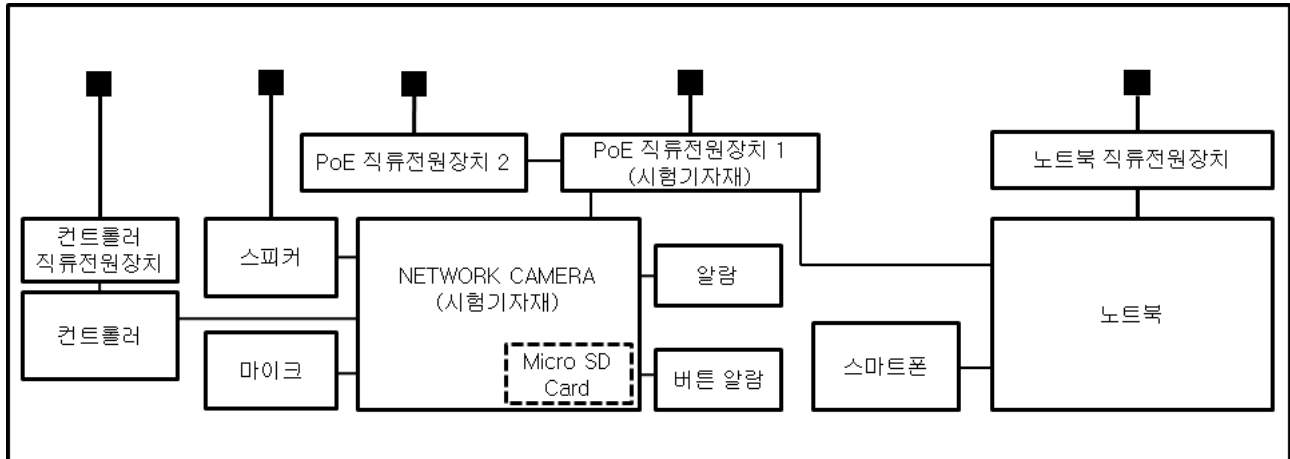 PoE 직류전원장치 2
PoE 직류전원장치 1
(시험기자재)
노트북 직류전원장치
컨트롤러
직류전원장치
스피커
NETWORK CAMERA
(시험기자재)
알람
노트북
컨트롤러
마이크
Micro SD
Card
버튼 알람
스마트폰